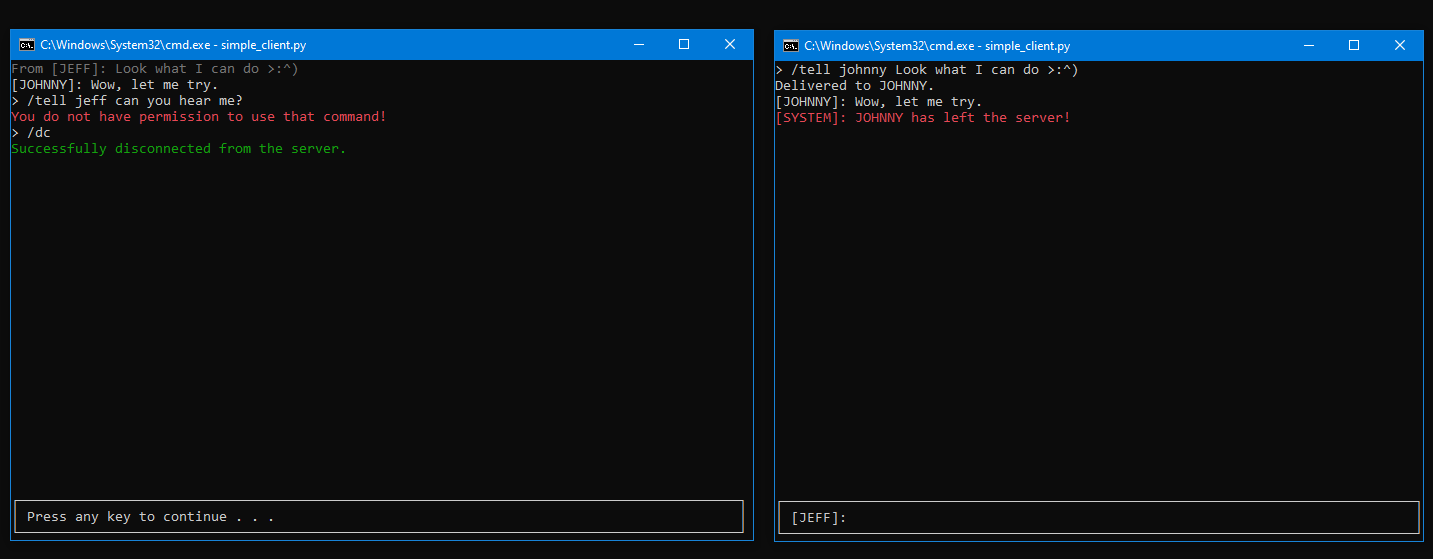 C:\Windows\System32\cmd.exe - simple_client.py
From [JEFF]: Look what I can do >:^)
[JOHNNY]: Wow, let me try.
> /tell jeff can you hear me?
You do not have permission to use that command!
> /dc
Successfully disconnected from the server.
Press any key to continue . . .
C:\Windows\System32\cmd.exe - simple_client.py
> /tell johnny Look what I can do >:^)
Delivered to JOHNNY.
[JOHNNY]: Wow, let me try.
[SYSTEM]: JOHNNY has left the server!
[JEFF]: